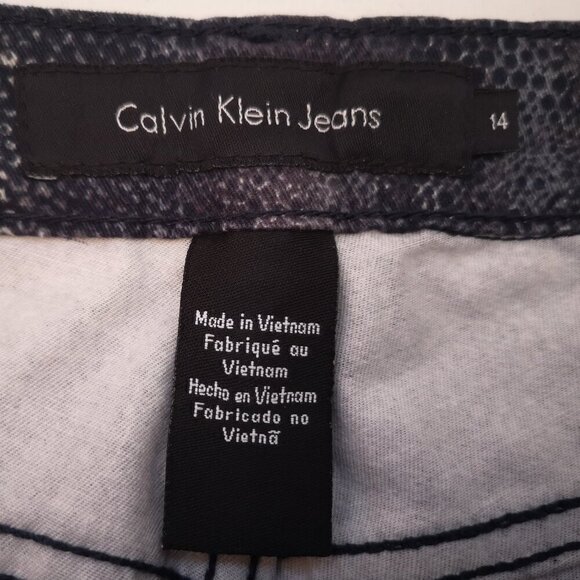 Calvin Klein Jeans
14
Made in Vietnam
Fabriqué au
Vietnam
Hecho en Vietnam
Fabricado no
Vietnã